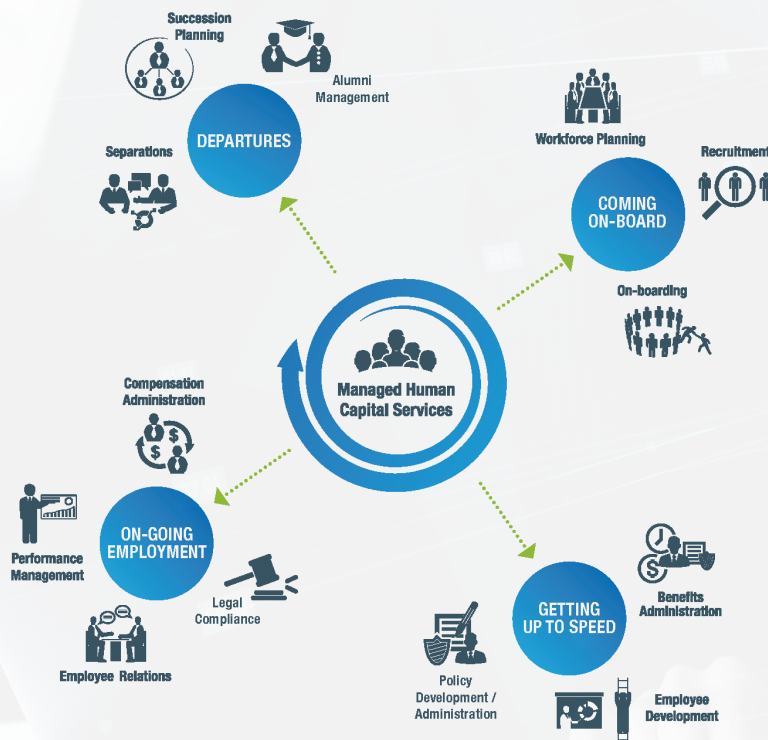 Succession
Planning
Alumni
Management
DEPARTURES
Separations
Workforce Planning
Recruitment
COMING
ON-BOARD
On-boarding
Managed Human
Capital Services
Compensation
Administration
$
$
ON-GOING
EMPLOYMENT
Performance
Management
Legal
Compliance
Employee Relations
$
Benefits
Administration
GETTING
UP TO SPEED
Policy
Development /
Administration
Employee
Development